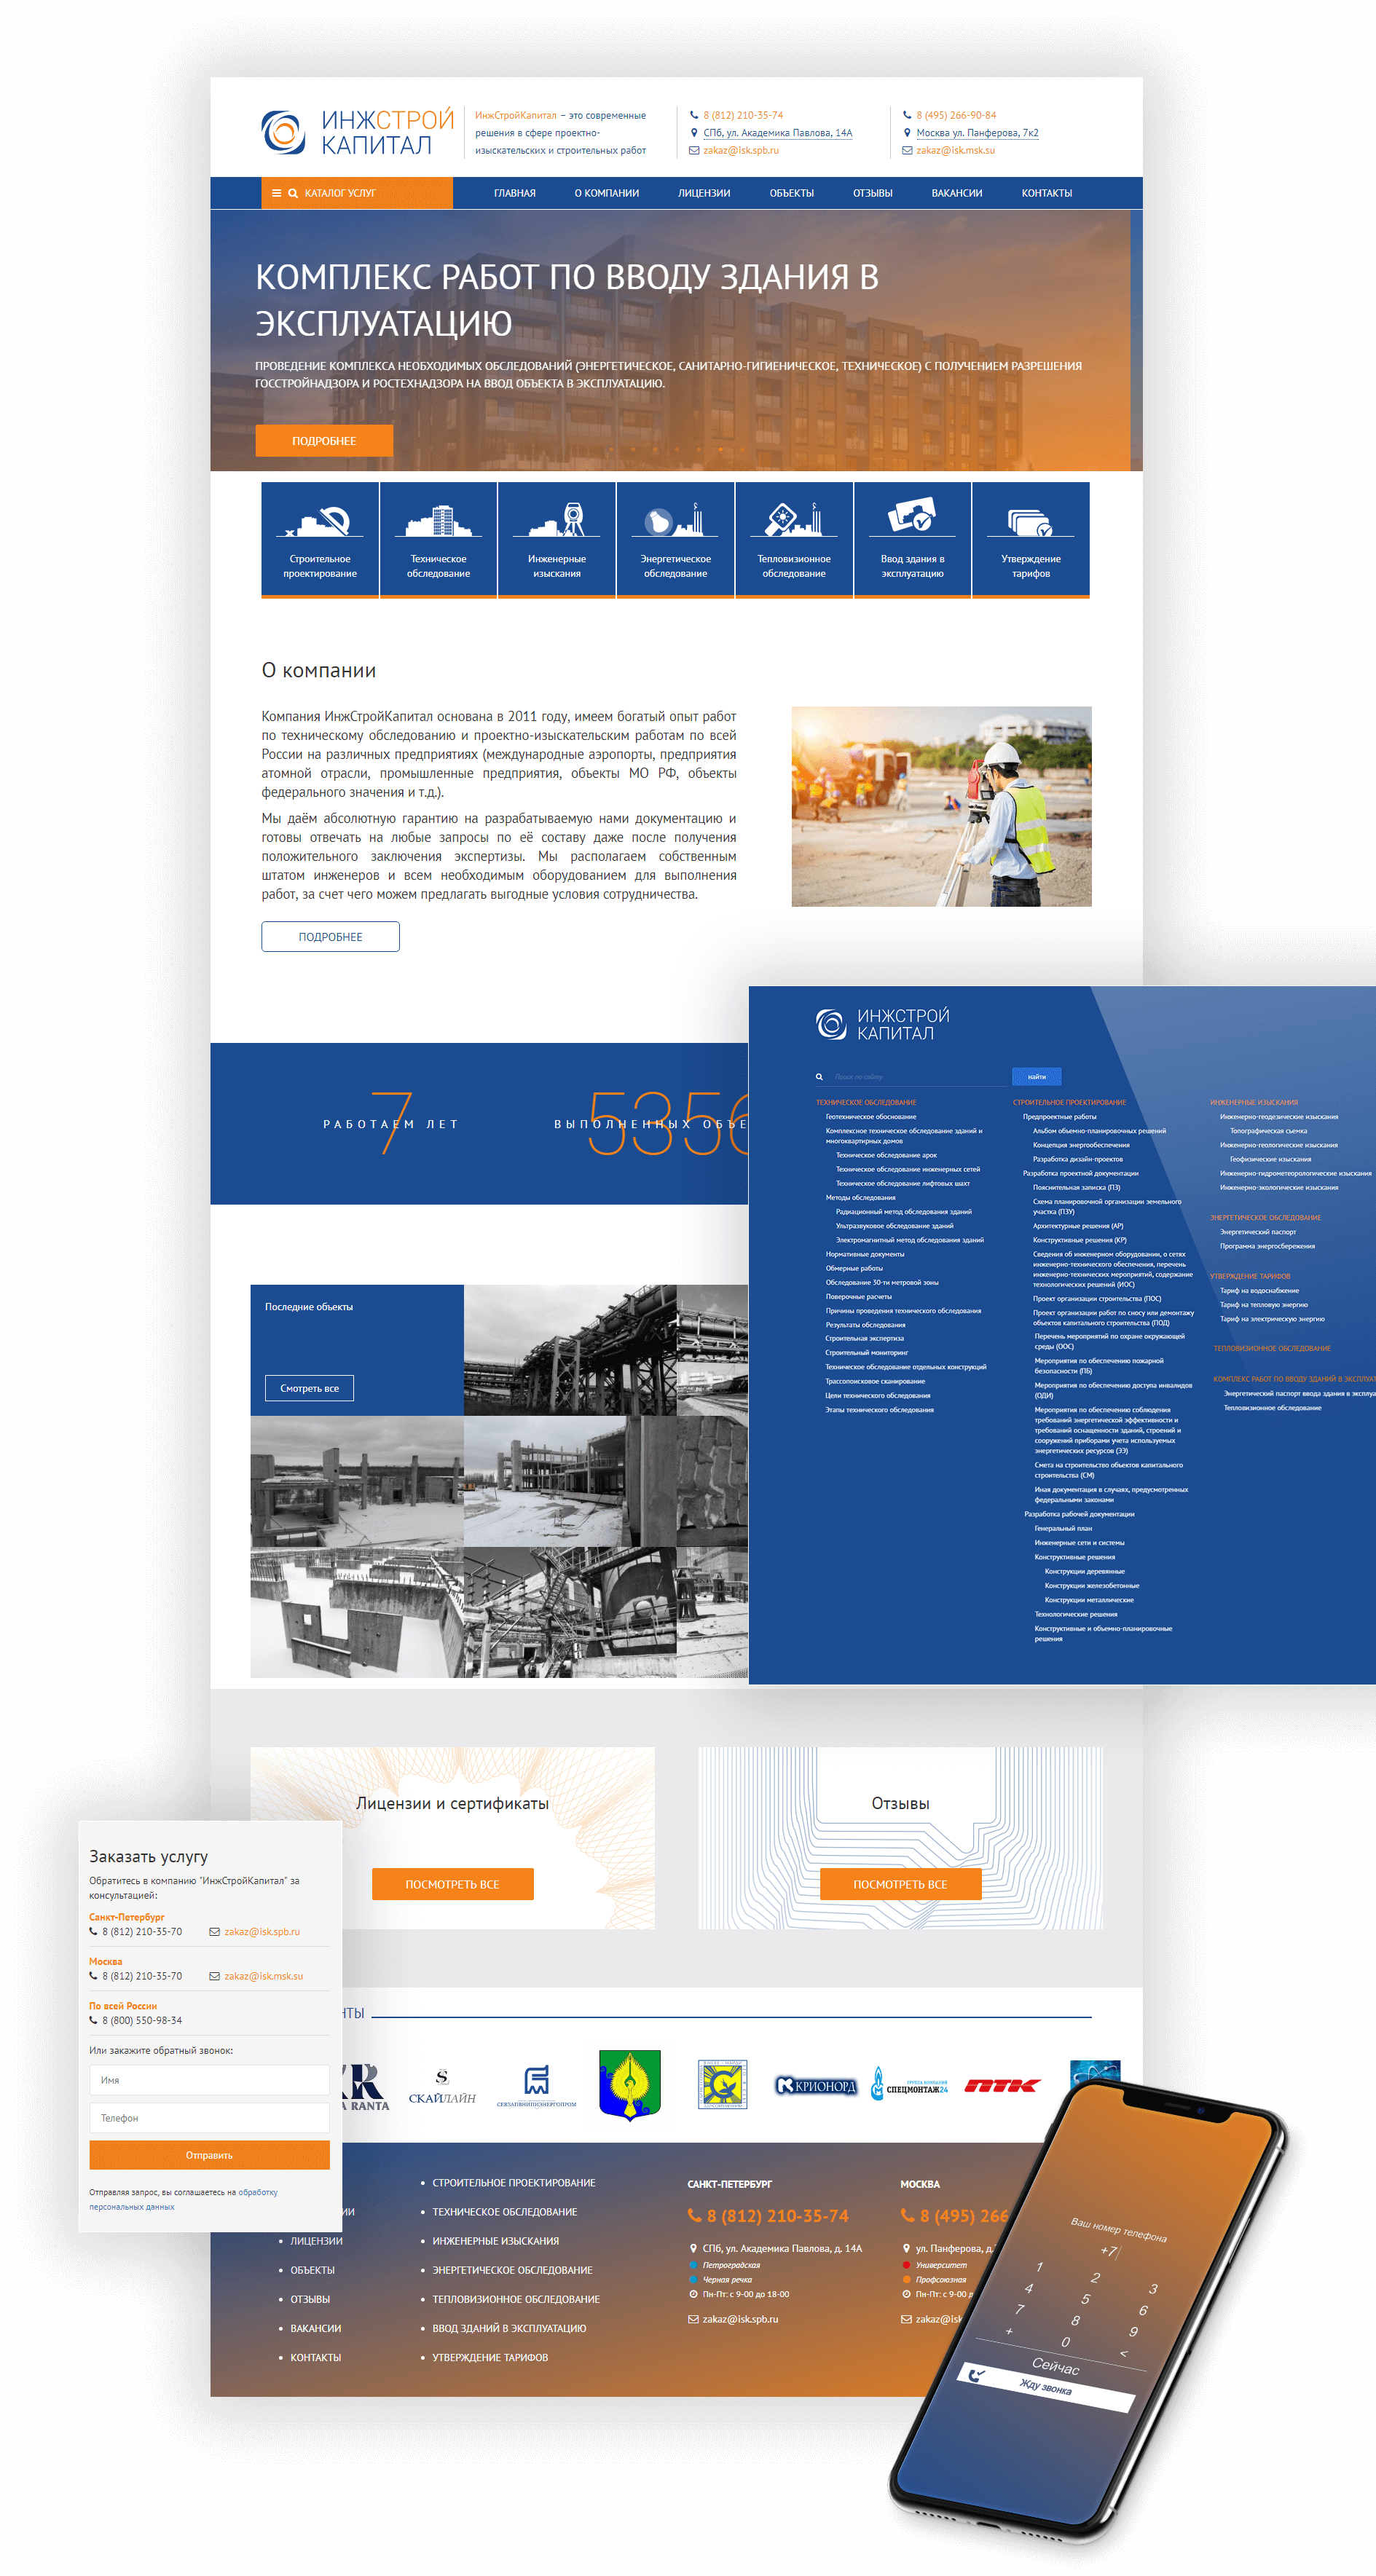 ИНЖСТРОЙ
КАПИТАЛ
ИнжСтройКапитал – это современные
решения в сфере проектно-
изыскательских и строительных работ
8 (812) 210-35-74
СПб, ул. Академика Павлова, 14А
zakaz@isk.spb.ru
8 (495) 266-90-84
Москва ул. Панферова, 7к2
zakaz@isk.msk.su
КАТАЛОГ УСЛУГ
ГЛАВНАЯ
О КОМПАНИИ
ЛИЦЕНЗИИ
ОБЪЕКТЫ
ОТЗЫВЫ
ВАКАНСИИ
КОНТАКТЫ
КОМПЛЕКС РАБОТ ПО ВВОДУ ЗДАНИЯ В
ЭКСПЛУАТАЦИЮ
ПРОВЕДЕНИЕ КОМПЛЕКСА НЕОБХОДИМЫХ ОБСЛЕДОВАНИЙ (ЭНЕРГЕТИЧЕСКОЕ, САНИТАРНО-ГИГИЕНИЧЕСКОЕ, ТЕХНИЧЕСКОЕ) С ПОЛУЧЕНИЕМ РАЗРЕШЕНИЯ
ГОССТРОЙНАДЗОРА И РОСТЕХНАДЗОРА НА ВВОД ОБЪЕКТА В ЭКСПЛУАТАЦИЮ.
ПОДРОБНЕЕ
Строительное
проектирование
Техническое
обследование
Инженерные
изыскания
Энергетическое
обследование
Тепловизионное
обследование
Ввод здания в
эксплуатацию
Утверждение
тарифов
О компании
Компания ИнжСтройКапитал основана в 2011 году, имеем богатый опыт работ
по техническому обследованию и проектно-изыскательским работам по всей
России на различных предприятиях (международные аэропорты, предприятия
атомной отрасли, промышленные предприятия, объекты МО РФ, объекты
федерального значения и т.д.).
Мы даём абсолютную гарантию на разрабатываемую нами документацию и
готовы отвечать на любые запросы по её составу даже после получения
положительного заключения экспертизы. Мы располагаем собственным
штатом инженеров и всем необходимым оборудованием для выполнения
работ, за счет чего можем предлагать выгодные условия сотрудничества.
ПОДРОБНЕЕ
7
РАБОТАЕМ ЛЕТ
5356
ВЫПОЛНЕННЫХ ОБЪЕ
Последние объекты
Смотреть все
ИНЖСТРОЙ
КАПИТАЛ
Поиск по сайту
найти
ТЕХНИЧЕСКОЕ ОБСЛЕДОВАНИЕ
Геотехническое обоснование
Комплексное техническое обследование зданий и
многоквартирных домов
Техническое обследование арок
Техническое обследование инженерных сетей
Техническое обследование лифтовых шахт
Методы обследования
Радиационный метод обследования зданий
Ультразвуковое обследование зданий
Электромагнитный метод обследования зданий
Нормативные документы
Обмерные работы
Обследование 30-ти метровой зоны
Поверочные расчеты
Причины проведения технического обследования
Результаты обследования
Строительная экспертиза
Строительный мониторинг
Техническое обследование отдельных конструкций
Трассопоисковое сканирование
Цели технического обследования
Этапы технического обследования
СТРОИТЕЛЬНОЕ ПРОЕКТИРОВАНИЕ
Предпроектные работы
Альбом объемно-планировочных решений
Концепция энергообеспечения
Разработка дизайн-проектов
Разработка проектной документации
Пояснительная записка (ПЗ)
Схема планировочной организации земельного
участка (ПЗУ)
Архитектурные решения (АР)
Конструктивные решения (КР)
Сведения об инженерном оборудовании, о сетях
инженерно-технического обеспечения, перечень
инженерно-технических мероприятий, содержание
технологических решений (ИОС)
Проект организации строительства (ПОС)
Проект организации работ по сносу или демонтажу
объектов капитального строительства (ПОД)
Перечень мероприятий по охране окружающей
среды (ООС)
Мероприятия по обеспечению пожарной
безопасности (ПБ)
Мероприятия по обеспечению доступа инвалидов
(ОДИ)
Мероприятия по обеспечению соблюдения
требований энергетической эффективности и
требований оснащенности зданий, строений и
сооружений приборами учета используемых
энергетических ресурсов (ЭЭ)
Смета на строительство объектов капитального
строительства (СМ)
Иная документация в случаях, предусмотренных
федеральными законами
Разработка рабочей документации
Генеральный план
Инженерные сети и системы
Конструктивные решения
Конструкции деревянные
Конструкции железобетонные
Конструкции металлические
Технологические решения
Конструктивные и объемно-планировочные
решения
ИНЖЕНЕРНЫЕ ИЗЫСКАНИЯ
Инженерно-геодезические изыскания
Топографическая съемка
Инженерно-геологические изыскания
Геофизические изыскания
Инженерно-гидрометеорологические изыскания
Инженерно-экологические изыскания
ЭНЕРГЕТИЧЕСКОЕ ОБСЛЕДОВАНИЕ
Энергетический паспорт
Программа энергосбережения
УТВЕРЖДЕНИЕ ТАРИФОВ
Тариф на водоснабжение
Тариф на тепловую энергию
Тариф на электрическую энергию
ТЕПЛОВИЗИОННОЕ ОБСЛЕДОВАНИЕ
КОМПЛЕКС РАБОТ ПО ВВОДУ ЗДАНИЙ В ЭКСПЛУАТ
Энергетический паспорт ввода здания в эксплуа
Тепловизионное обследование
Лицензии и сертификаты
ПОСМОТРЕТЬ ВСЕ
Отзывы
ПОСМОТРЕТЬ ВСЕ
Заказать услугу
Обратитесь в компанию "ИнжСтройКапитал" за
консультацией:
Санкт-Петербург
8 (812) 210-35-70
zakaz@isk.spb.ru
Москва
8 (812) 210-35-70
zakaz@isk.msk.su
По всей России
8 (800) 550-98-34
Или закажите обратный звонок:
Имя
Телефон
Отправить
Отправляя запрос, вы соглашаетесь на обработку
персональных данных
НТЫ
RANTA
СКАЙЛАЙН
СЕВЗАПВНИПИЭНЕРГОПРОМ
КРИОНОРД
ГРУППА КОМПАНИЙ
СПЕЦМОНТАЖ24
ПТК
ИИ
ЛИЦЕНЗИИ
ОБЪЕКТЫ
ОТЗЫВЫ
ВАКАНСИИ
КОНТАКТЫ
СТРОИТЕЛЬНОЕ ПРОЕКТИРОВАНИЕ
ТЕХНИЧЕСКОЕ ОБСЛЕДОВАНИЕ
ИНЖЕНЕРНЫЕ ИЗЫСКАНИЯ
ЭНЕРГЕТИЧЕСКОЕ ОБСЛЕДОВАНИЕ
ТЕПЛОВИЗИОННОЕ ОБСЛЕДОВАНИЕ
ВВОД ЗДАНИЙ В ЭКСПЛУАТАЦИЮ
УТВЕРЖДЕНИЕ ТАРИФОВ
САНКТ-ПЕТЕРБУРГ
8 (812) 210-35-74
СПб, ул. Академика Павлова, д. 14А
Петроградская
Черная речка
Пн-Пт: с 9-00 до 18-00
zakaz@isk.spb.ru
МОСКВА
8 (495) 266
ул. Панферова, д.
Университет
Профсоюзная
Пн-Пт: с 9-00 д
zakaz@isk
Ваш номер телефона
+7
1 2 3
4 5 6
7 8 9
+ 0 <
Сейчас
Жду звонка